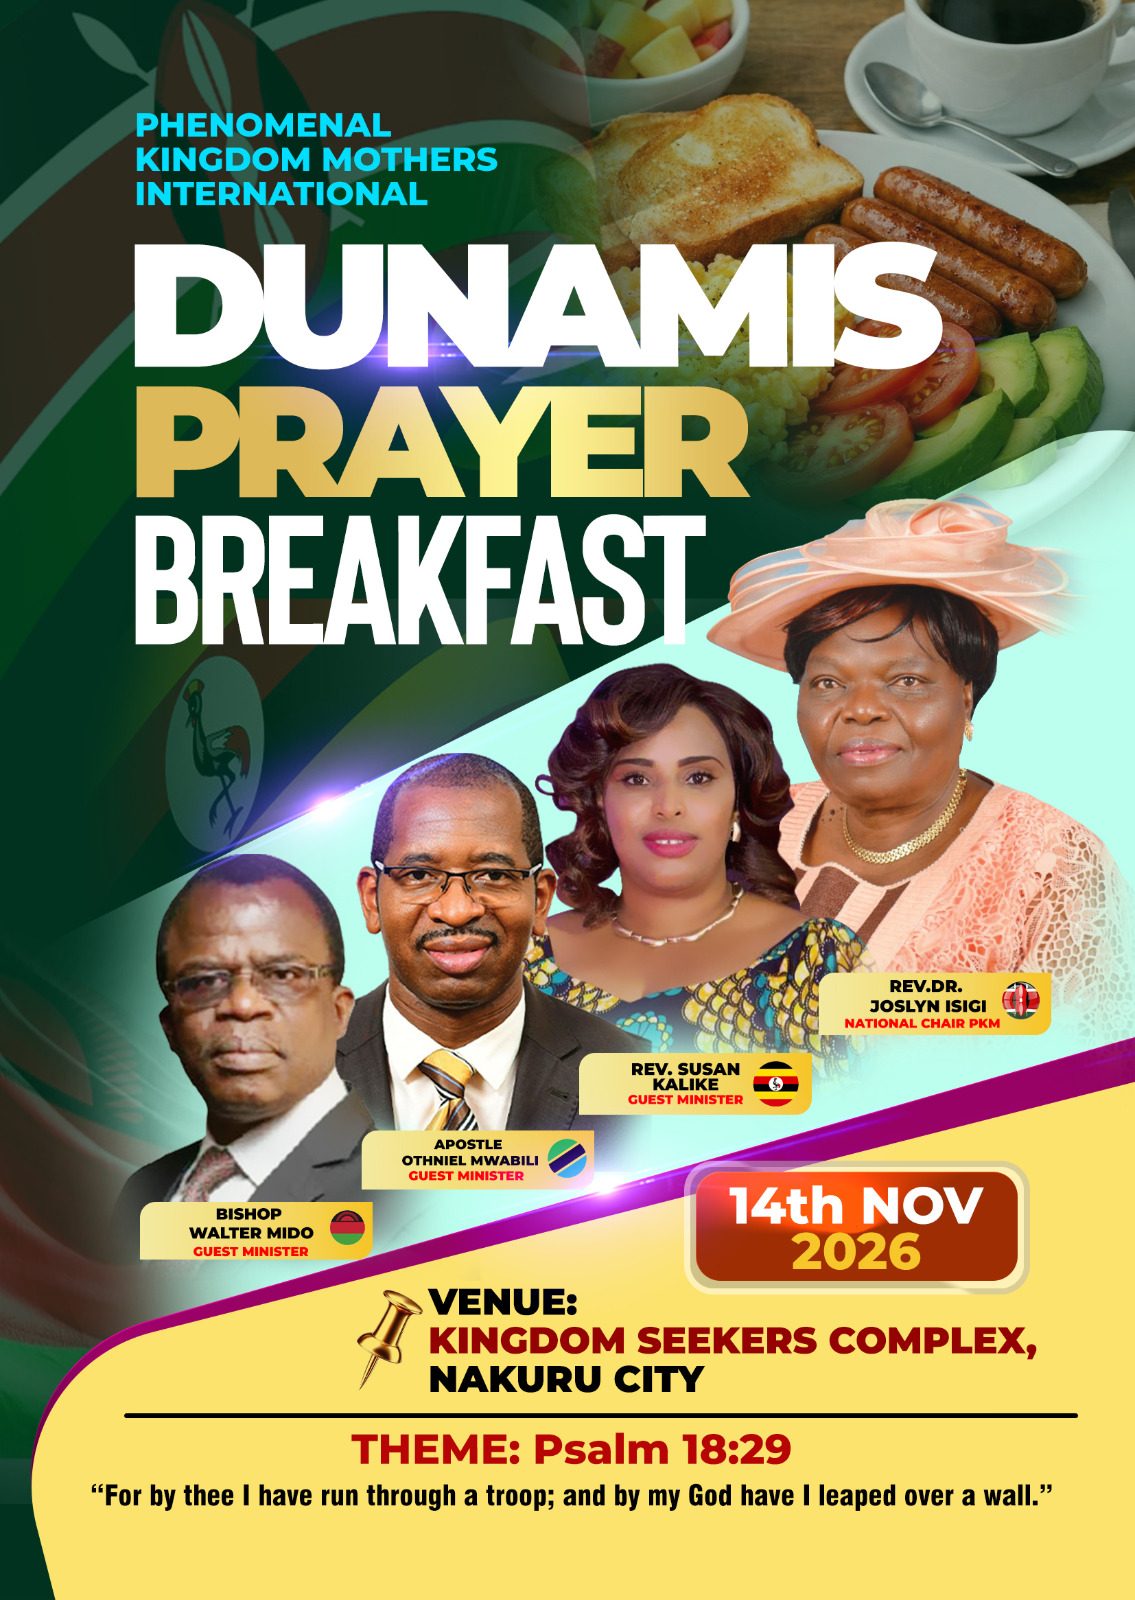 PHENOMENAL
KINGDOM MOTHERS
INTERNATIONAL
DUNAMIS
PRAYER
BREAKFAST
REV.DR.
JOSLYN ISIGI
NATIONAL CHAIR PKM
REV. SUSAN
KALIKE
GUEST MINISTER
APOSTLE
OTHNIEL MWABILI
GUEST MINISTER
BISHOP
WALTER MIDO
GUEST MINISTER
14th NOV
2026
VENUE:
KINGDOM SEEKERS COMPLEX,
NAKURU CITY
THEME: Psalm 18:29
“For by thee I have run through a troop; and by my God have I leaped over a wall.”